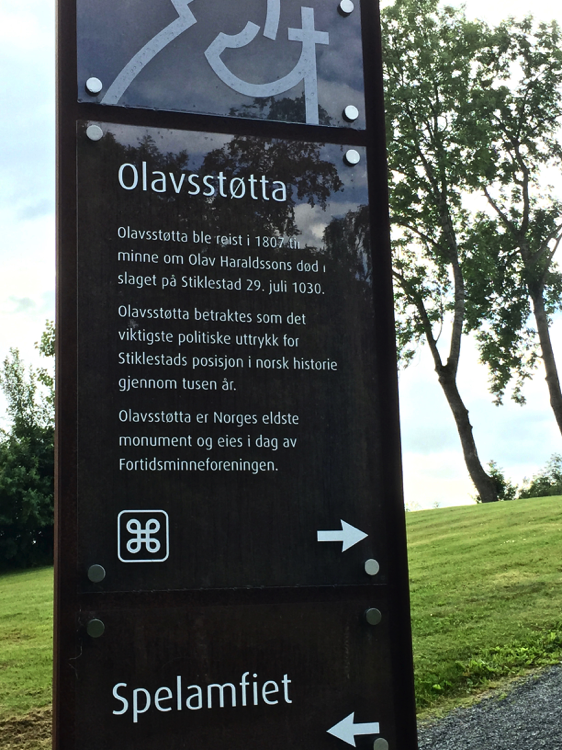 Olavsstøtta
Olavsstøtta ble reist i 1807 til
minne om Olav Haraldssons død i
slaget på Stiklestad 29. juli 1030.
Olavsstøtta betraktes som det
viktigste politiske uttrykk for
Stiklestads posisjon i norsk historie
gjennom tusen år.
Olavsstøtta er Norges eldste
monument og eies i dag av
Fortidsminneforeningen.
Spelamfiet